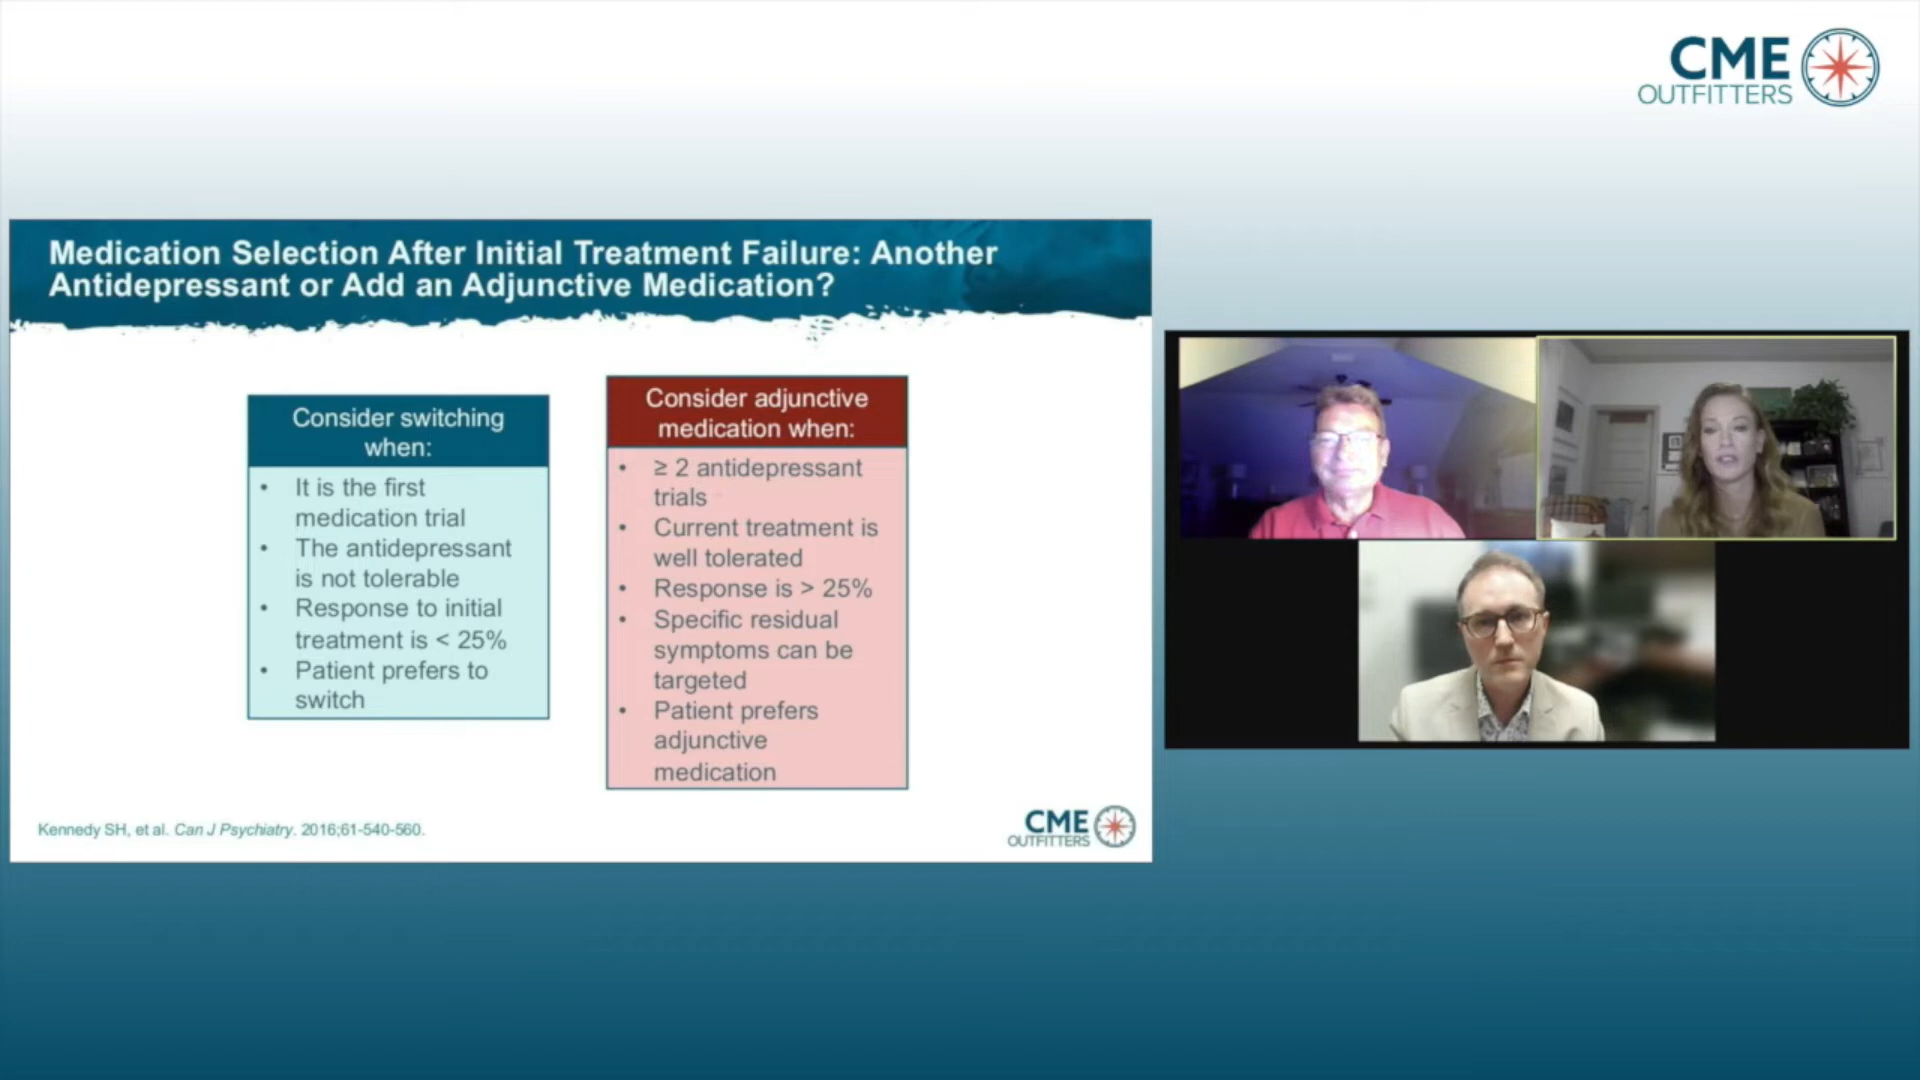 CME
OUTFITTERS
Medication Selection After Initial Treatment Failure: Another
Antidepressant or Add an Adjunctive Medication?
Consider switching
when:
• It is the first
medication trial
• The antidepressant
is not tolerable
• Response to initial
treatment is < 25%
• Patient prefers to
switch
Consider adjunctive
medication when:
• ≥ 2 antidepressant
trials
• Current treatment is
well tolerated
• Response is > 25%
• Specific residual
symptoms can be
targeted
• Patient prefers
adjunctive
medication
Kennedy SH, et al. Can J Psychiatry. 2016;61-540-560.
CME
OUTFITTERS